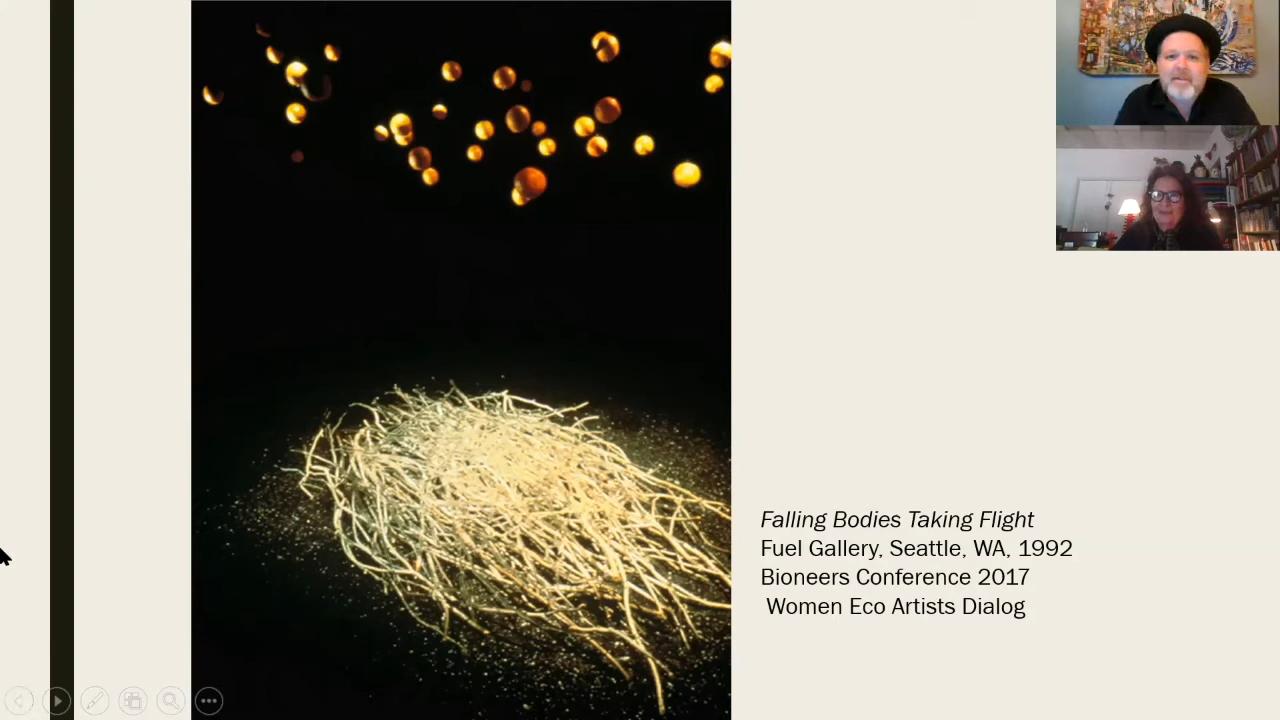 Falling Bodies Taking Flight
Fuel Gallery, Seattle, WA, 1992
Bioneers Conference 2017
Women Eco Artists Dialog